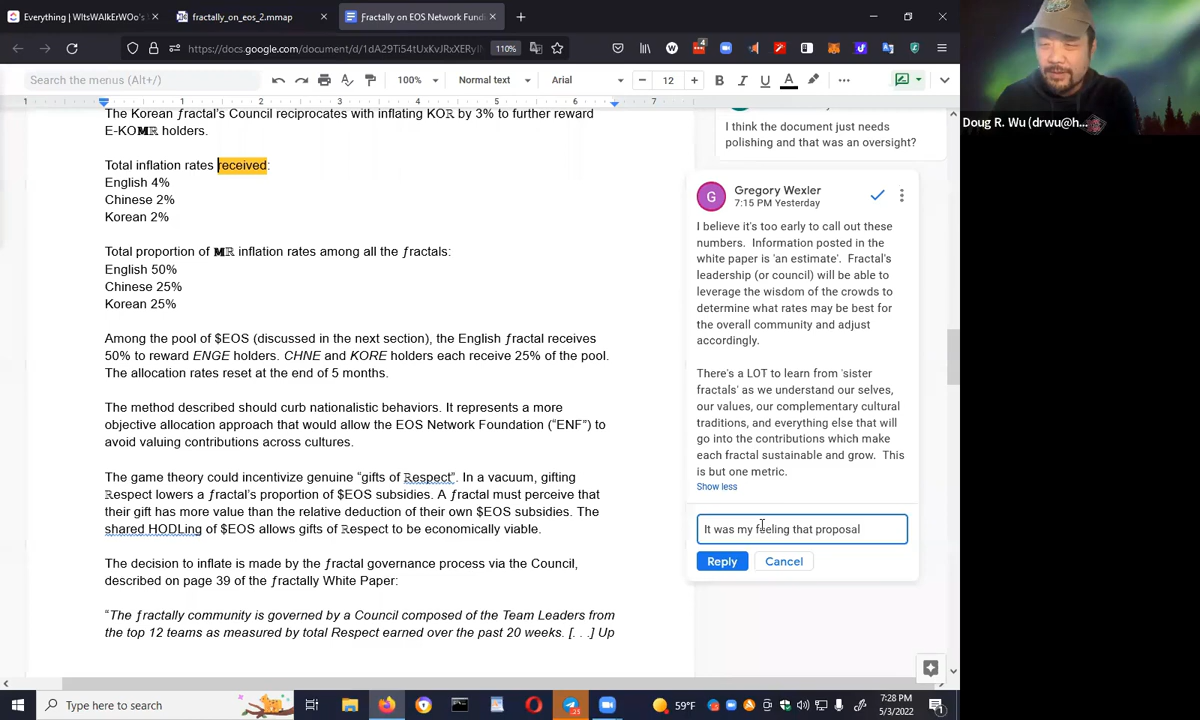 Everything | WItsWAlkErWOo's
fractally_on_eos_2.mmap
Fractally on EOS Network Fundi
https://docs.google.com/document/d/1dA29Ti54tUxKvJRxXERyI
110%
4
Search the menus (Alt+/)
100%
Normal text
Arial
12
B I U A
1 1 2 3 4 5 6 7
The Korean ƒractal's Council reciprocates with inflating KOR by 3% to further reward
E-KO𝐌ℝ holders.
Total inflation rates received:
English 4%
Chinese 2%
Korean 2%
Total proportion of 𝐌ℝ inflation rates among all the ƒractals:
English 50%
Chinese 25%
Korean 25%
Among the pool of $EOS (discussed in the next section), the English ƒractal receives
50% to reward ENGE holders. CHNE and KORE holders each receive 25% of the pool.
The allocation rates reset at the end of 5 months.
The method described should curb nationalistic behaviors. It represents a more
objective allocation approach that would allow the EOS Network Foundation ("ENF") to
avoid valuing contributions across cultures.
The game theory could incentivize genuine "gifts of ℝespect". In a vacuum, gifting
ℝespect lowers a ƒractal's proportion of $EOS subsidies. A ƒractal must perceive that
their gift has more value than the relative deduction of their own $EOS subsidies. The
shared HODLing of $EOS allows gifts of ℝespect to be economically viable.
The decision to inflate is made by the ƒractal governance process via the Council,
described on page 39 of the ƒractally White Paper:
"The ƒractally community is governed by a Council composed of the Team Leaders from
the top 12 teams as measured by total Respect earned over the past 20 weeks. [. . .] Up
I think the document just needs
polishing and that was an oversight?
G
Gregory Wexler
7:15 PM Yesterday
I believe it's too early to call out these
numbers. Information posted in the
white paper is 'an estimate'. Fractal's
leadership (or council) will be able to
leverage the wisdom of the crowds to
determine what rates may be best for
the overall community and adjust
accordingly.
There's a LOT to learn from 'sister
fractals' as we understand our selves,
our values, our complementary cultural
traditions, and everything else that will
go into the contributions which make
each fractal sustainable and grow. This
is but one metric.
Show less
It was my feeling that proposal
Reply
Cancel
Doug R. Wu (drwu@h...
Type here to search
23
59°F
7:28 PM
5/3/2022
1